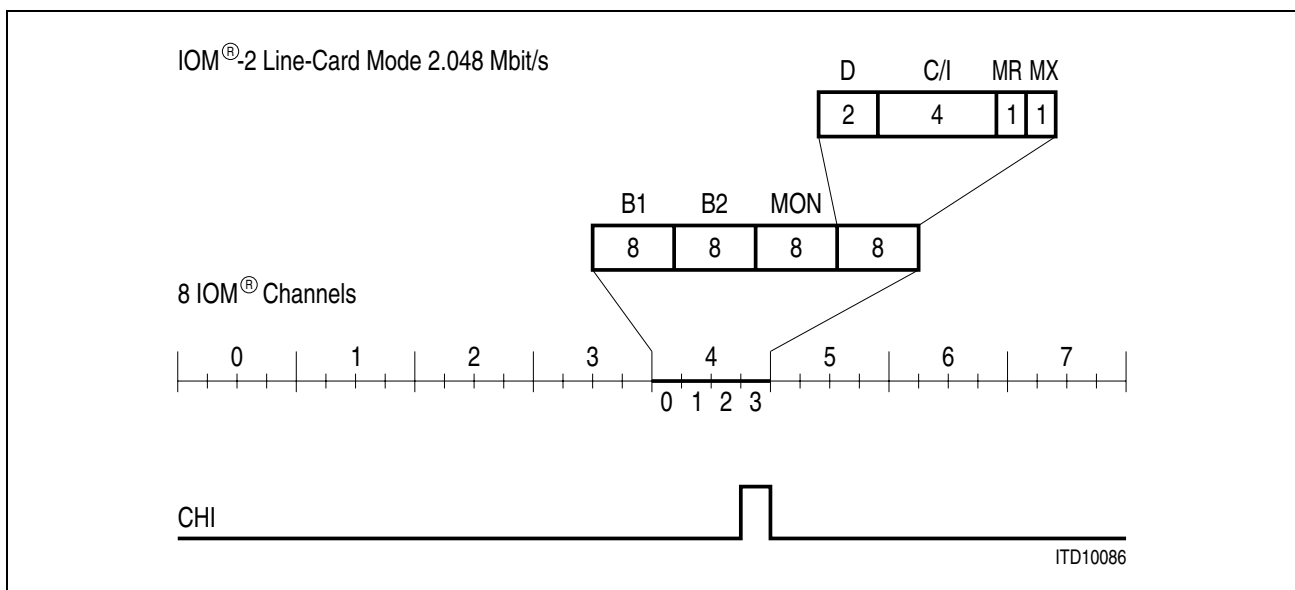 IOM®-2 Line-Card Mode 2.048 Mbit/s
D C/I MR MX
2 4 1 1
B1 B2 MON
8 8 8 8
8 IOM® Channels
0 1 2 3 4 5 6 7
0 1 2 3
CHI
ITD10086